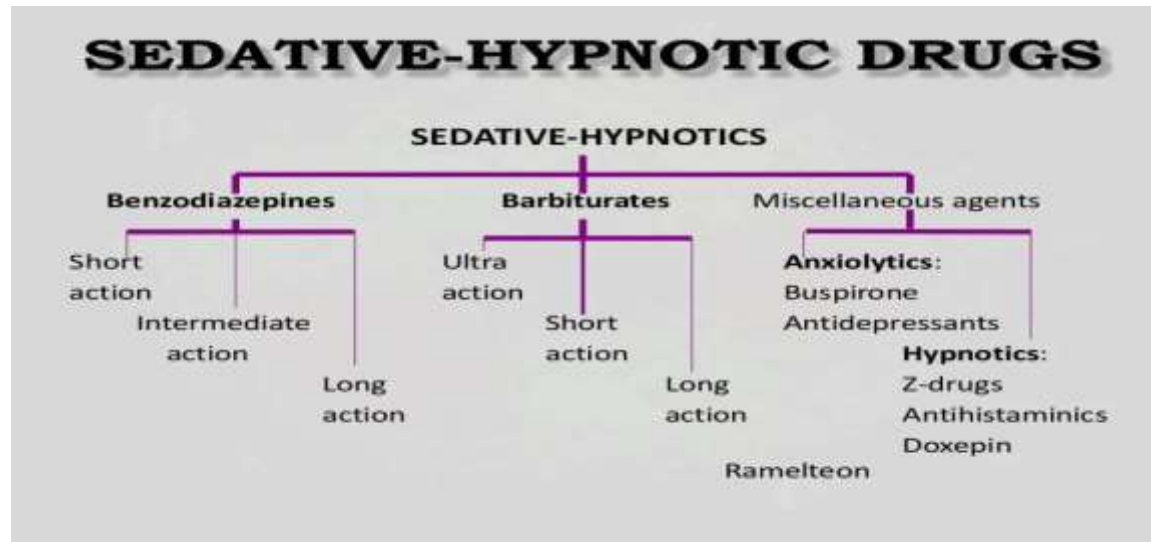 SEDATIVE-HYPNOTIC DRUGS
SEDATIVE-HYPNOTICS
Benzodiazepines
Short
action
Intermediate
action
Long
action
Barbiturates
Ultra
action
Short
action
Long
action
Miscellaneous agents
Anxiolytics:
Buspirone
Antidepressants
Hypnotics:
Z-drugs
Antihistaminics
Doxepin
Ramelteon